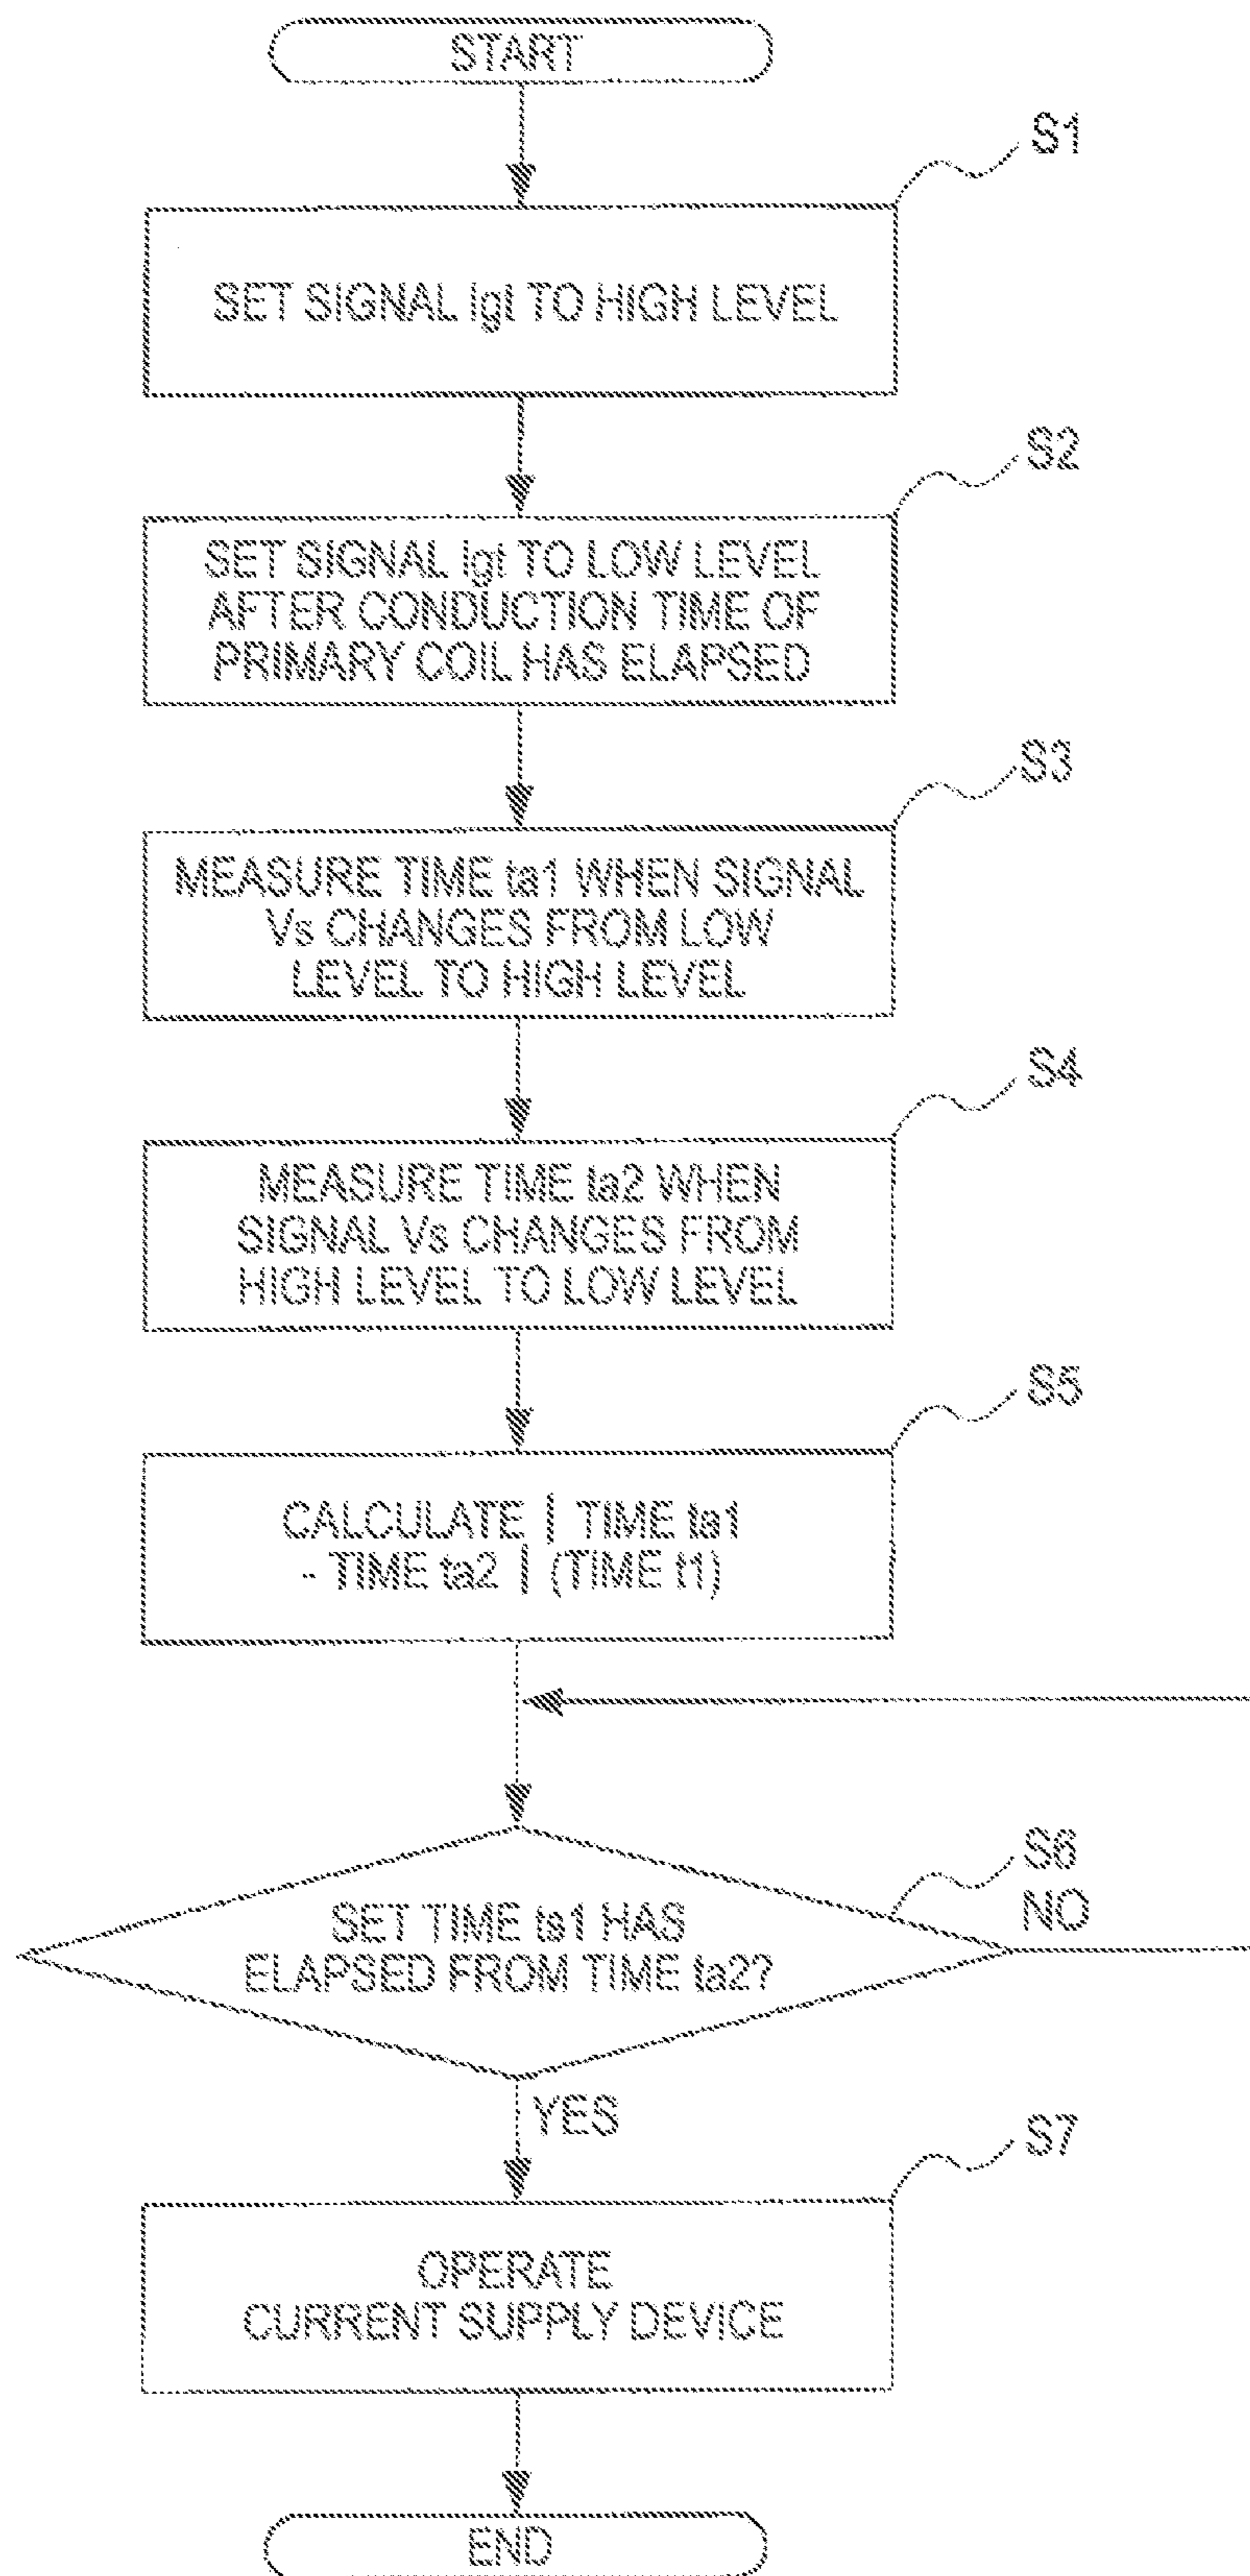 START
S1
SET SIGNAL Igt TO HIGH LEVEL
S2
SET SIGNAL Igt TO LOW LEVEL
AFTER CONDUCTION TIME OF
PRIMARY COIL HAS ELAPSED
S3
MEASURE TIME ta1 WHEN SIGNAL
Vs CHANGES FROM LOW
LEVEL TO HIGH LEVEL
S4
MEASURE TIME ta2 WHEN
SIGNAL Vs CHANGES FROM
HIGH LEVEL TO LOW LEVEL
S5
CALCULATE | TIME ta1
- TIME ta2 | (TIME t1)
S6
NO
SET TIME ts1 HAS
ELAPSED FROM TIME ta2?
YES
S7
OPERATE
CURRENT SUPPLY DEVICE
END